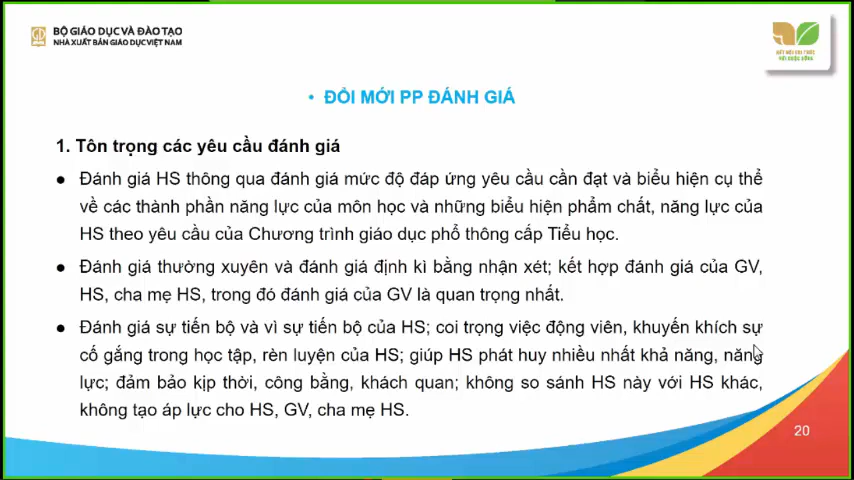 BỘ GIÁO DỤC VÀ ĐÀO TẠO
NHÀ XUẤT BẢN GIÁO DỤC VIỆT NAM
KẾT NỐI TRI THỨC
VỚI CUỘC SỐNG
• ĐỔI MỚI PP ĐÁNH GIÁ
1. Tôn trọng các yêu cầu đánh giá
● Đánh giá HS thông qua đánh giá mức độ đáp ứng yêu cầu cần đạt và biểu hiện cụ thể
về các thành phần năng lực của môn học và những biểu hiện phẩm chất, năng lực của
HS theo yêu cầu của Chương trình giáo dục phổ thông cấp Tiểu học.
● Đánh giá thường xuyên và đánh giá định kì bằng nhận xét; kết hợp đánh giá của GV,
HS, cha mẹ HS, trong đó đánh giá của GV là quan trọng nhất.
● Đánh giá sự tiến bộ và vì sự tiến bộ của HS; coi trọng việc động viên, khuyến khích sự
cố gắng trong học tập, rèn luyện của HS; giúp HS phát huy nhiều nhất khả năng, năng
lực; đảm bảo kịp thời, công bằng, khách quan; không so sánh HS này với HS khác,
không tạo áp lực cho HS, GV, cha mẹ HS.
20